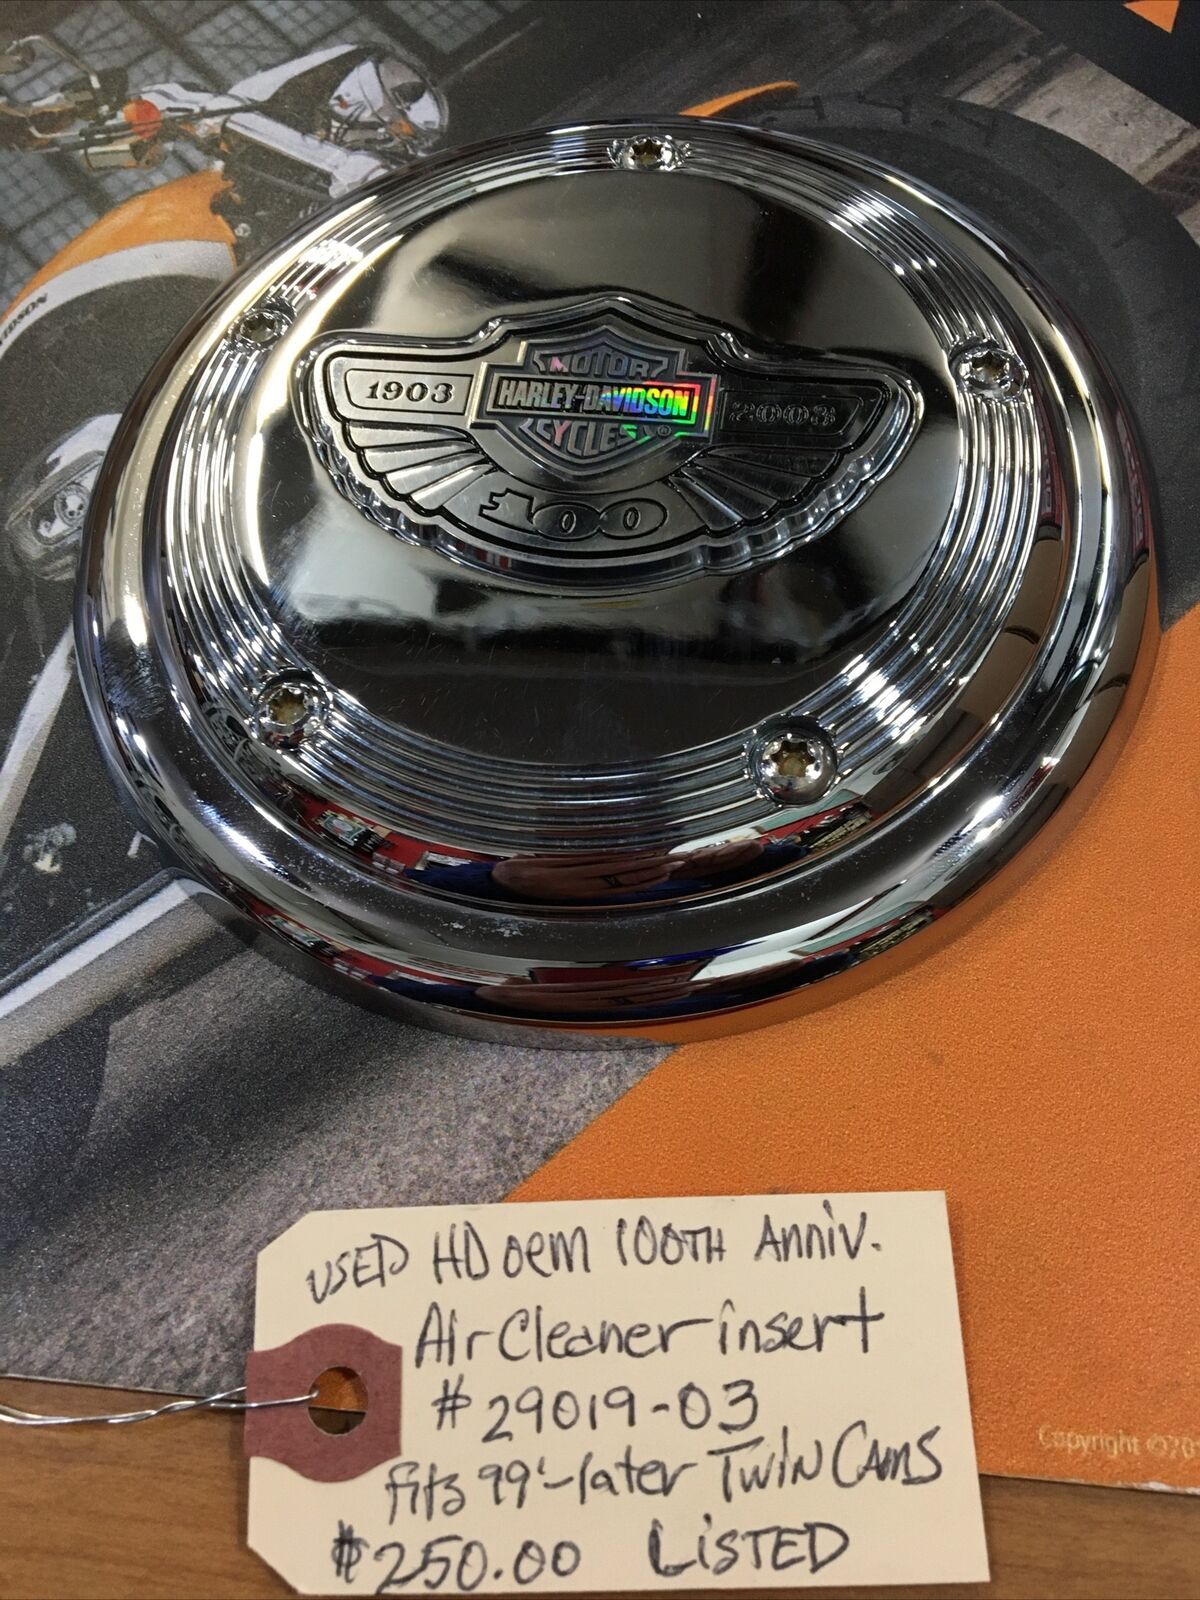 MOTOR
1903 HARLEY-DAVIDSON 2003
CYCLES ®
100
USED HD oem 100TH Anniv.
Air Cleaner insert
# 29019-03
fits 99'-later TWIN CAMS
$250.00 LISTED